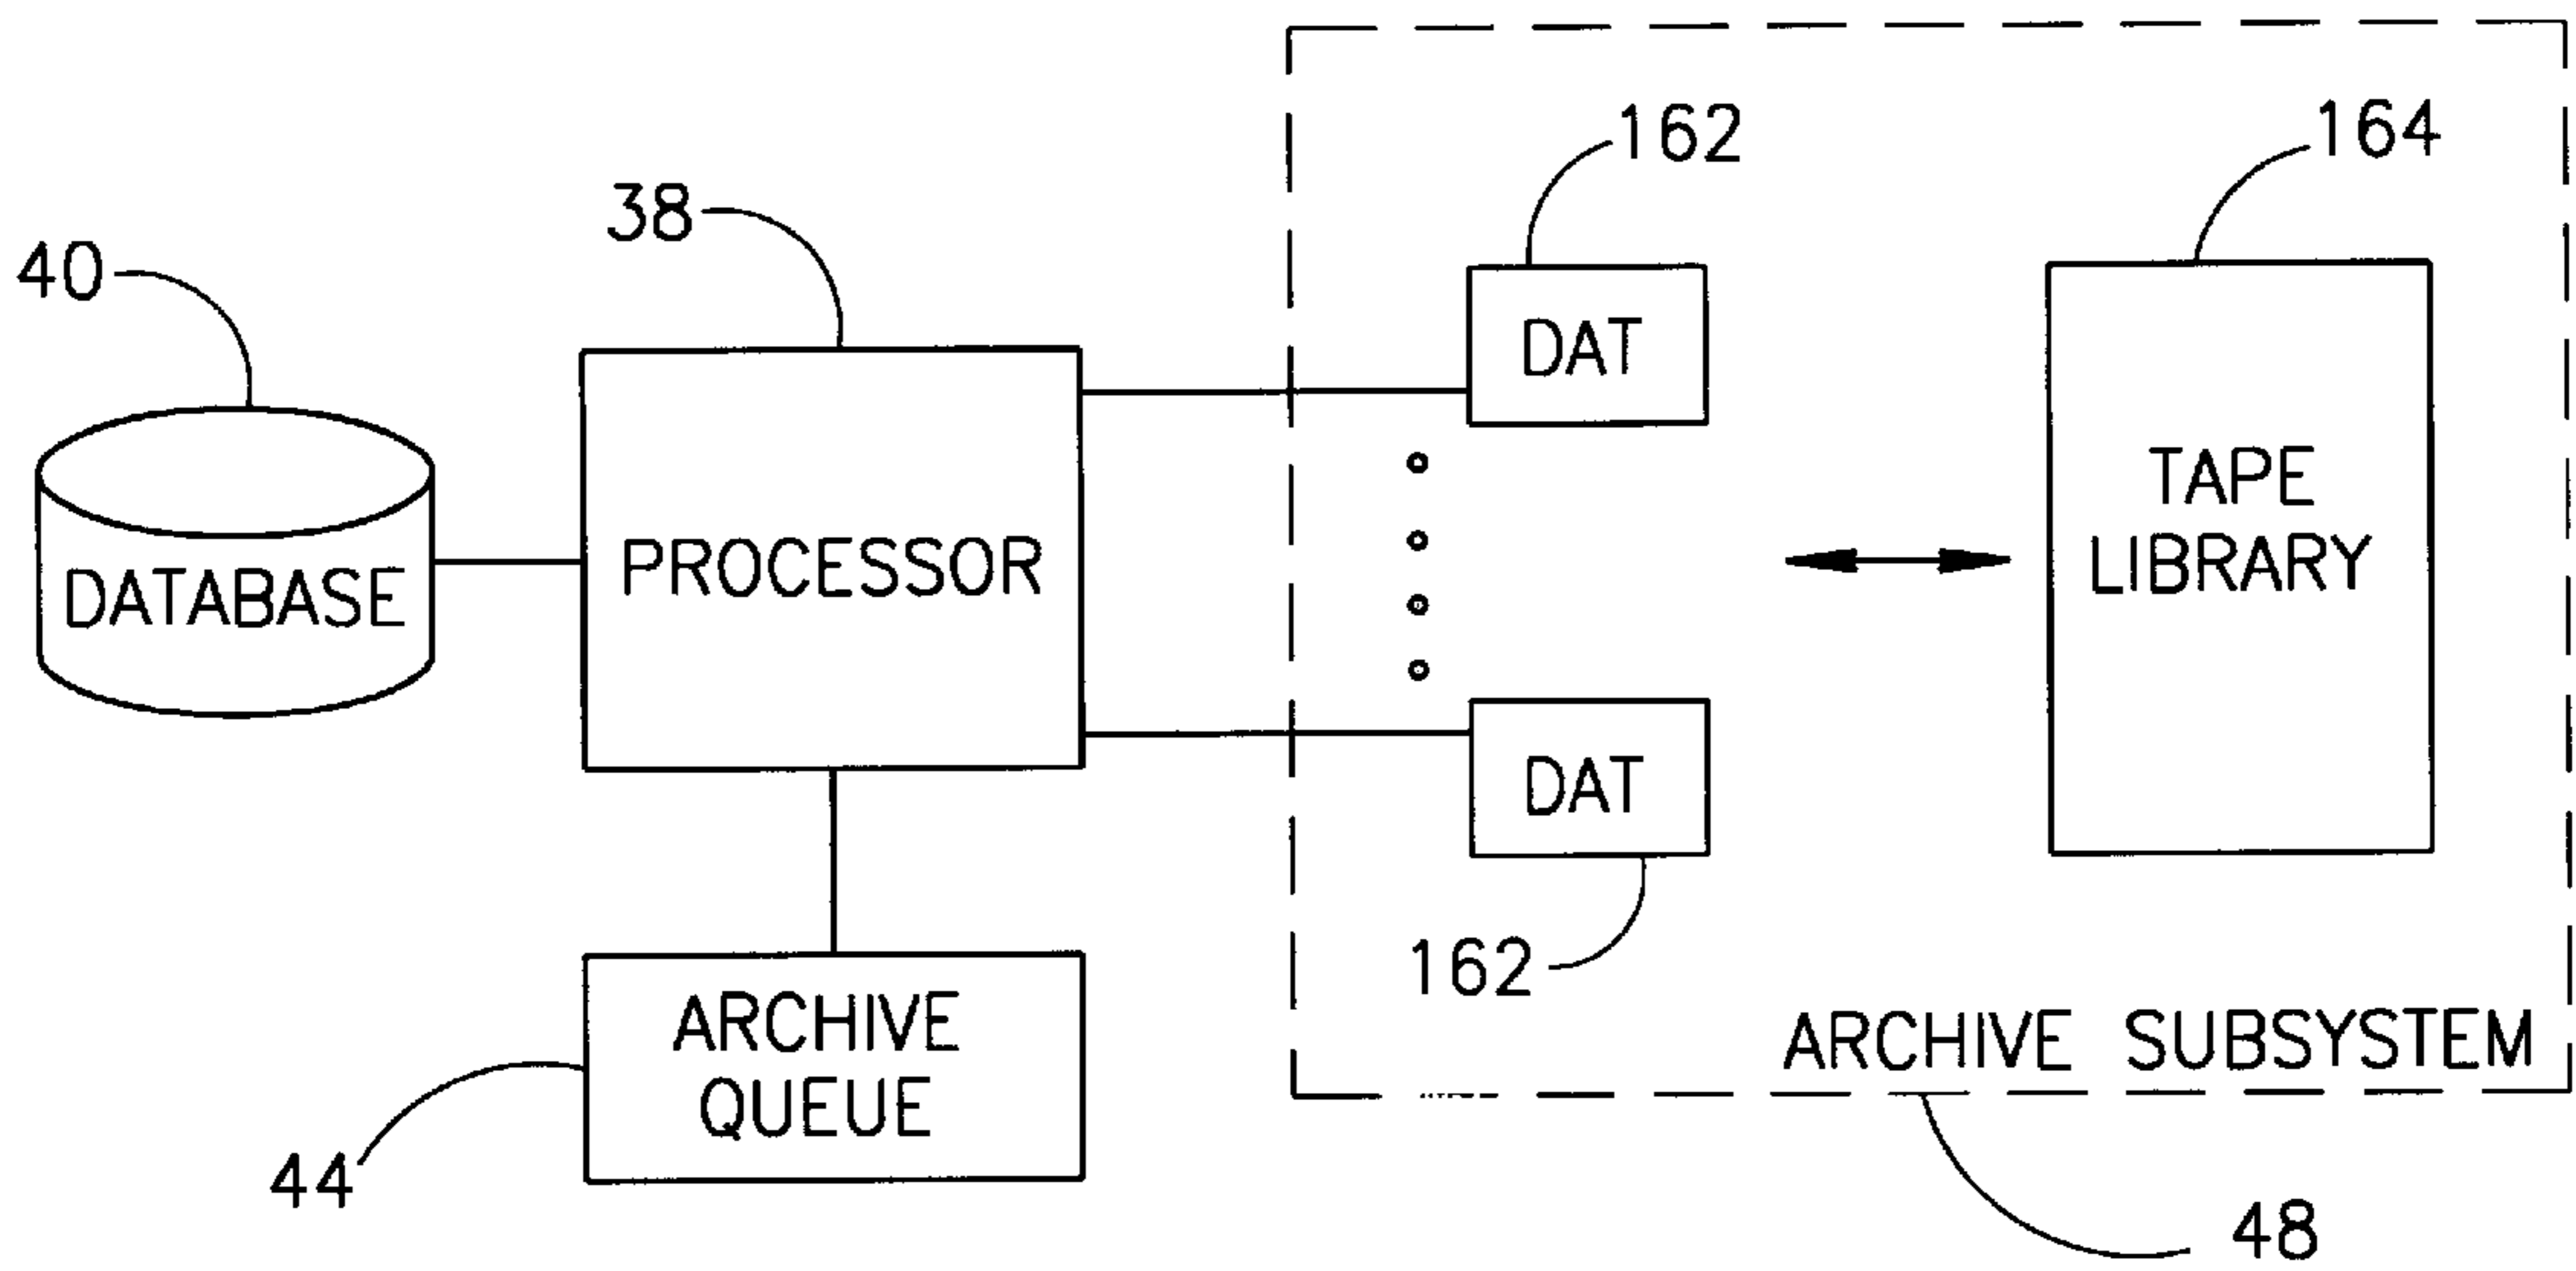 162
164
38
40
DAT
TAPE
LIBRARY
PROCESSOR
DATABASE
DAT
162
ARCHIVE
QUEUE
ARCHIVE SUBSYSTEM
44
48